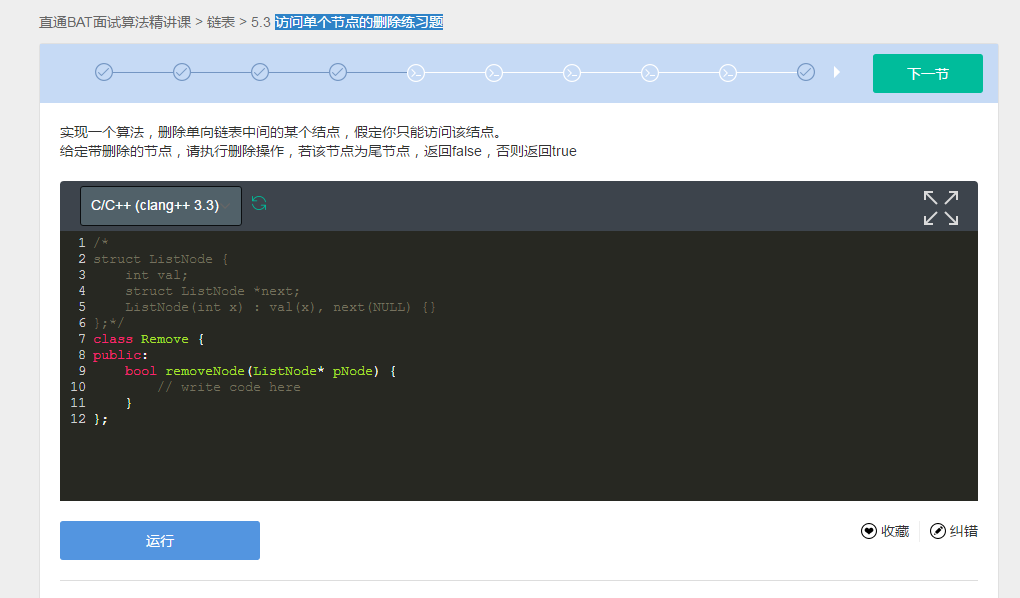 直通BAT面试算法精讲课 > 链表 > 5.3 访问单个节点的删除练习题
下一节
实现一个算法，删除单向链表中间的某个结点，假定你只能访问该结点。
给定带删除的节点，请执行删除操作，若该节点为尾节点，返回false，否则返回true
C/C++ (clang++ 3.3)
1 /*
2 struct ListNode {
3     int val;
4     struct ListNode *next;
5     ListNode(int x) : val(x), next(NULL) {}
6 };*/
7 class Remove {
8 public:
9     bool removeNode(ListNode* pNode) {
10         // write code here
11     }
12 };
运行
收藏
纠错